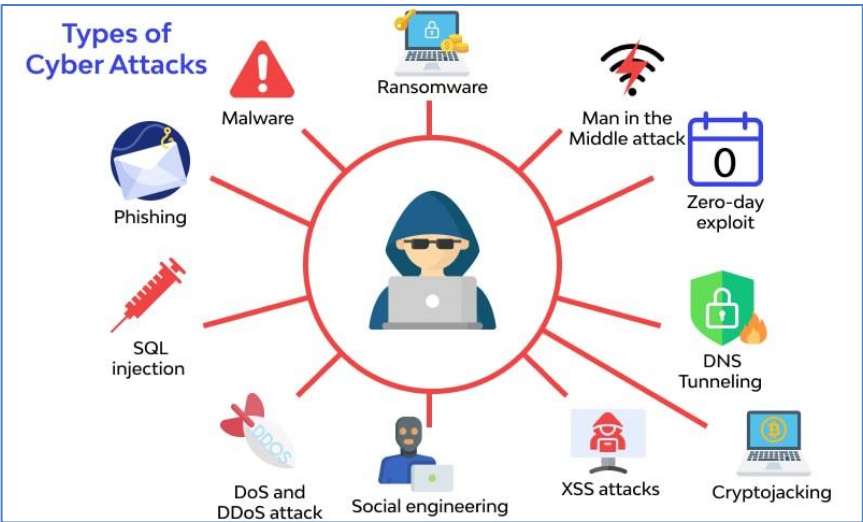 Types of
Cyber Attacks
Ransomware
Malware
Man in the
Middle attack
0
Phishing
Zero-day
exploit
SQL
injection
DNS
Tunneling
DDOS
DoS and
DDoS attack
Social engineering
XSS attacks
Cryptojacking